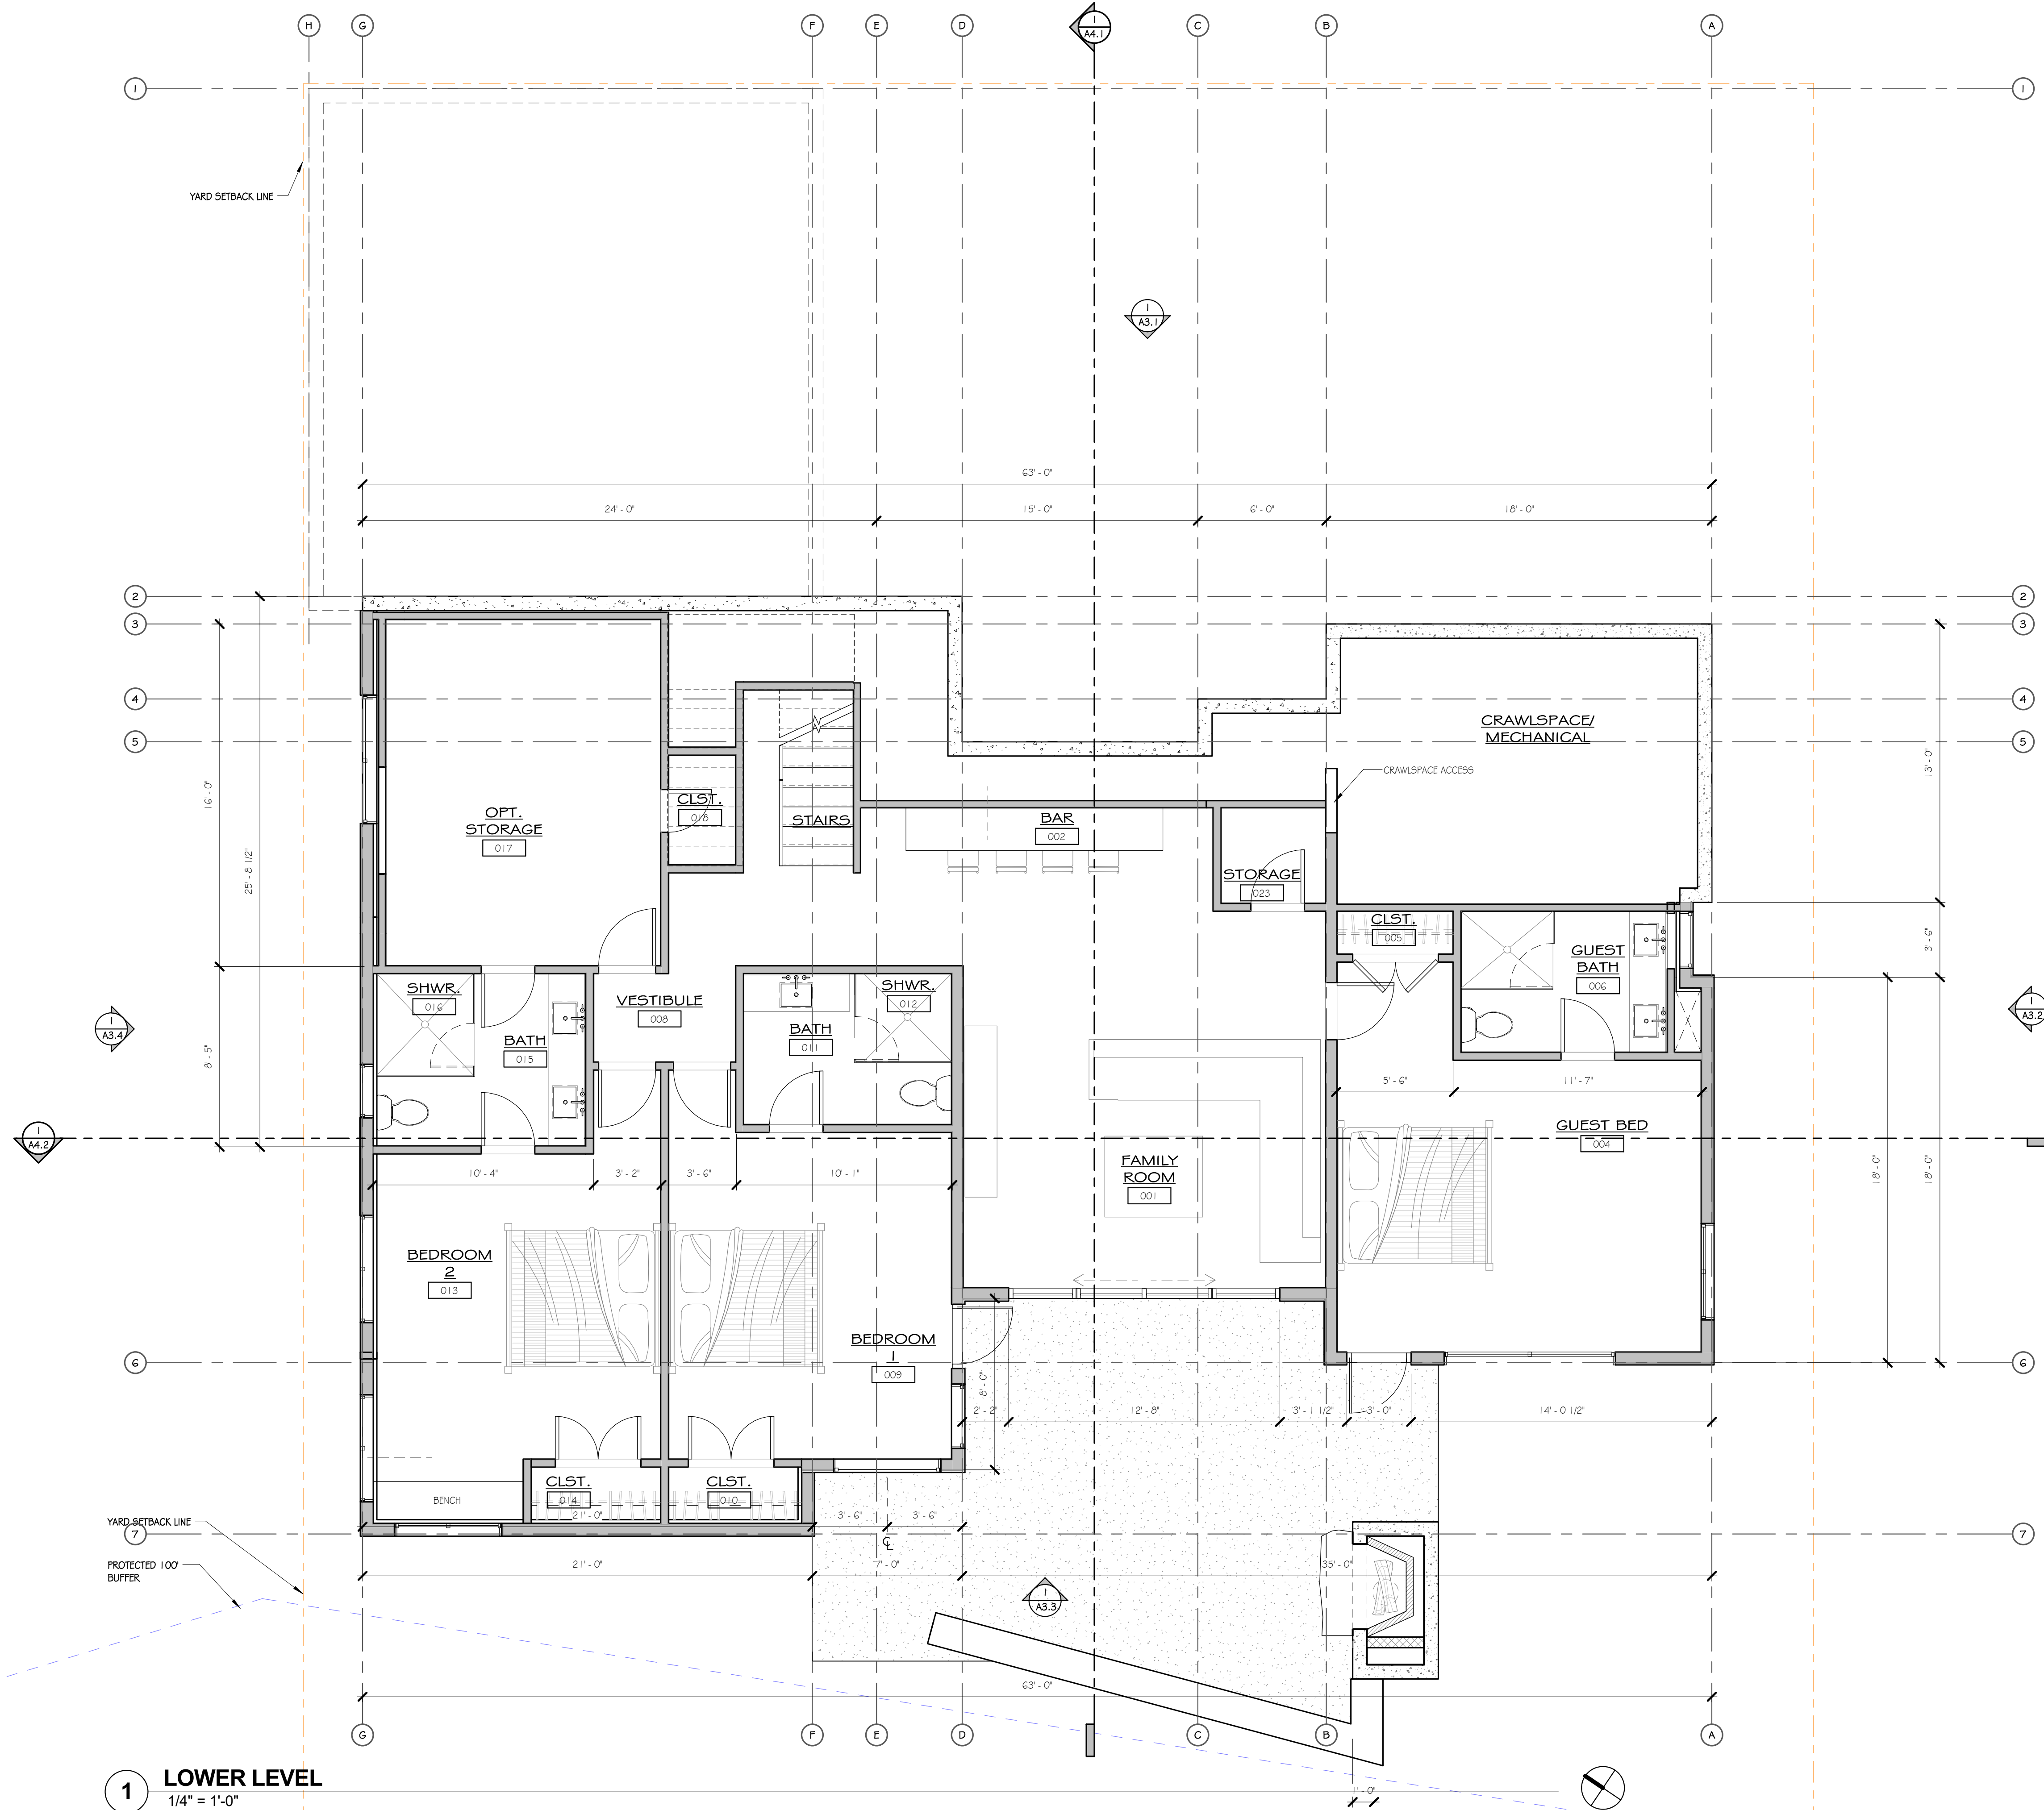 H
G
F
E
D
1
A4.1
C
B
A
1
1
YARD SETBACK LINE
1
A3.1
63' - 0"
24' - 0"
15' - 0"
6' - 0"
18' - 0"
2
2
3
3
4
4
5
5
CRAWLSPACE/
MECHANICAL
CRAWLSPACE ACCESS
16' - 0"
25' - 8 1/2"
13' - 0"
OPT.
STORAGE
017
CLST.
018
STAIRS
BAR
002
STORAGE
023
CLST.
005
GUEST
BATH
006
3' - 6"
SHWR.
016
BATH
015
VESTIBULE
008
BATH
011
SHWR.
012
1
A3.4
1
A3.2
8' - 5"
5' - 6"
11' - 7"
GUEST BED
004
1
A4.2
10' - 4"
3' - 2"
3' - 6"
10' - 1"
FAMILY
ROOM
001
18' - 0"
18' - 0"
BEDROOM
2
013
BEDROOM
1
009
6
6
8' - 0"
2' - 2"
12' - 8"
3' - 1 1/2"
3' - 0"
14' - 0 1/2"
CLST.
014
CLST.
010
BENCH
21' - 0"
3' - 6"
3' - 6"
YARD SETBACK LINE
7
7
PROTECTED 100'
BUFFER
21' - 0"
7' - 0"
35' - 0"
1
A3.3
63' - 0"
G
F
E
D
C
B
A
1
LOWER LEVEL
1/4" = 1'-0"
1' - 0"